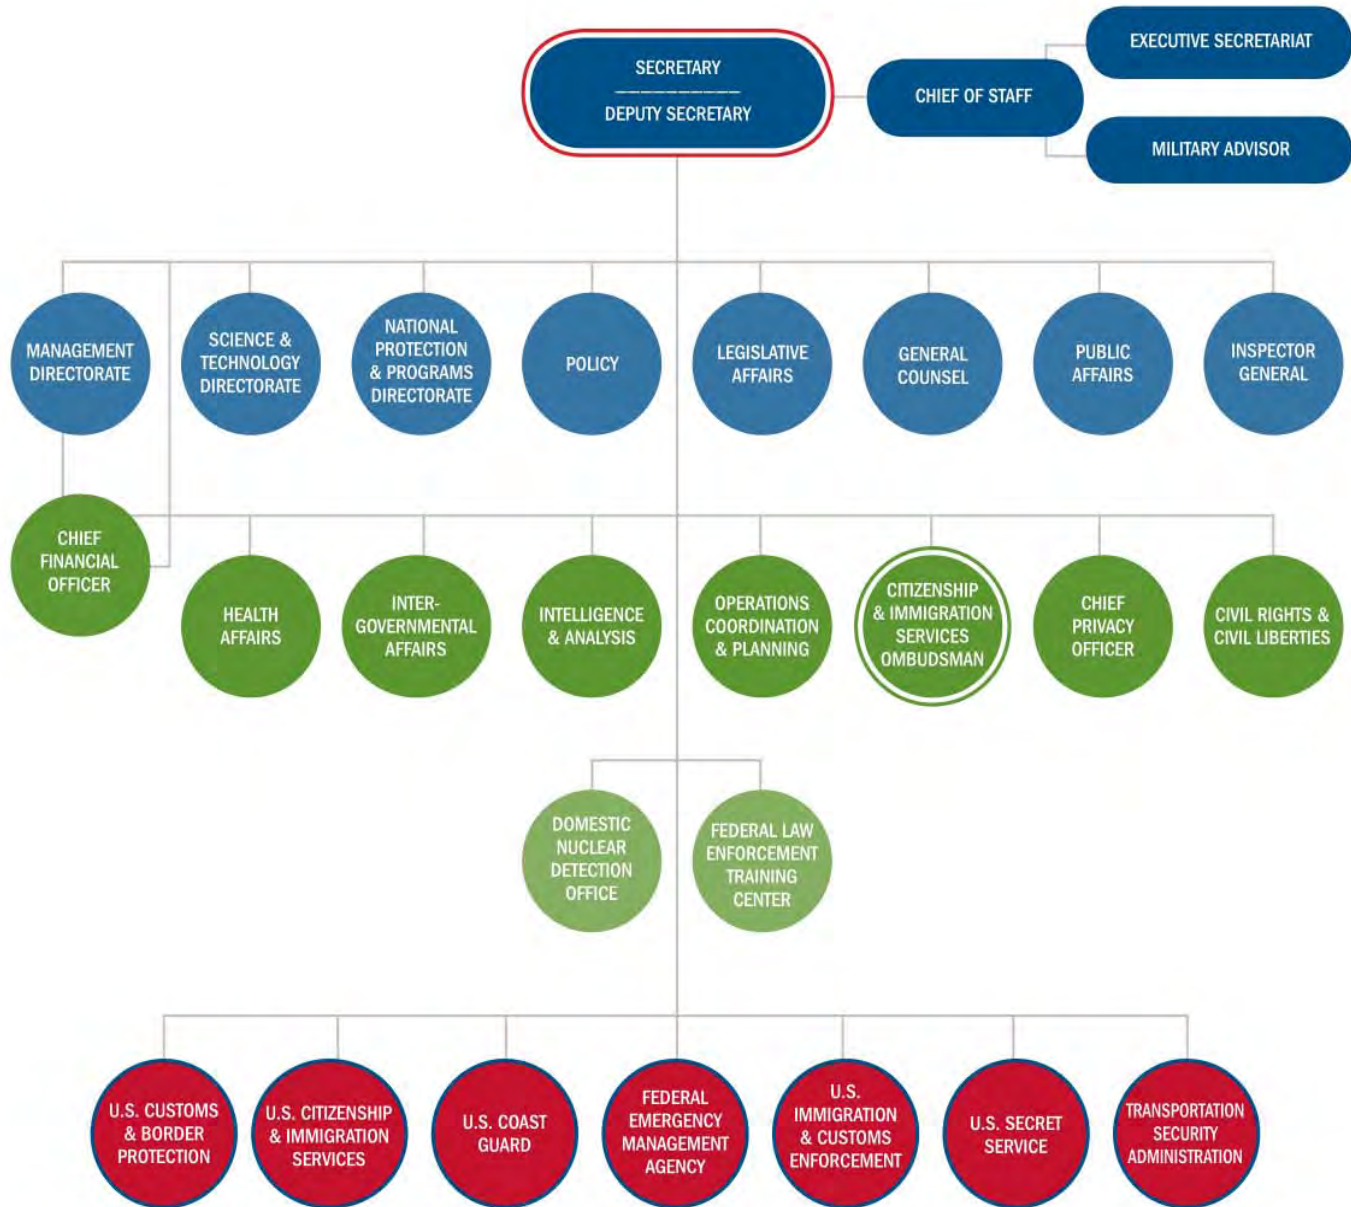 SECRETARY
DEPUTY SECRETARY
CHIEF OF STAFF
EXECUTIVE SECRETARIAT
MILITARY ADVISOR
MANAGEMENT
DIRECTORATE
SCIENCE &
TECHNOLOGY
DIRECTORATE
NATIONAL
PROTECTION
& PROGRAMS
DIRECTORATE
POLICY
LEGISLATIVE
AFFAIRS
GENERAL
COUNSEL
PUBLIC
AFFAIRS
INSPECTOR
GENERAL
CHIEF
FINANCIAL
OFFICER
HEALTH
AFFAIRS
INTER-
GOVERNMENTAL
AFFAIRS
INTELLIGENCE
& ANALYSIS
OPERATIONS
COORDINATION
& PLANNING
CITIZENSHIP
& IMMIGRATION
SERVICES
OMBUDSMAN
CHIEF
PRIVACY
OFFICER
CIVIL RIGHTS &
CIVIL LIBERTIES
DOMESTIC
NUCLEAR
DETECTION
OFFICE
FEDERAL LAW
ENFORCEMENT
TRAINING
CENTER
U.S. CUSTOMS
& BORDER
PROTECTION
U.S. CITIZENSHIP
& IMMIGRATION
SERVICES
U.S. COAST
GUARD
FEDERAL
EMERGENCY
MANAGEMENT
AGENCY
U.S.
IMMIGRATION
& CUSTOMS
ENFORCEMENT
U.S. SECRET
SERVICE
TRANSPORTATION
SECURITY
ADMINISTRATION